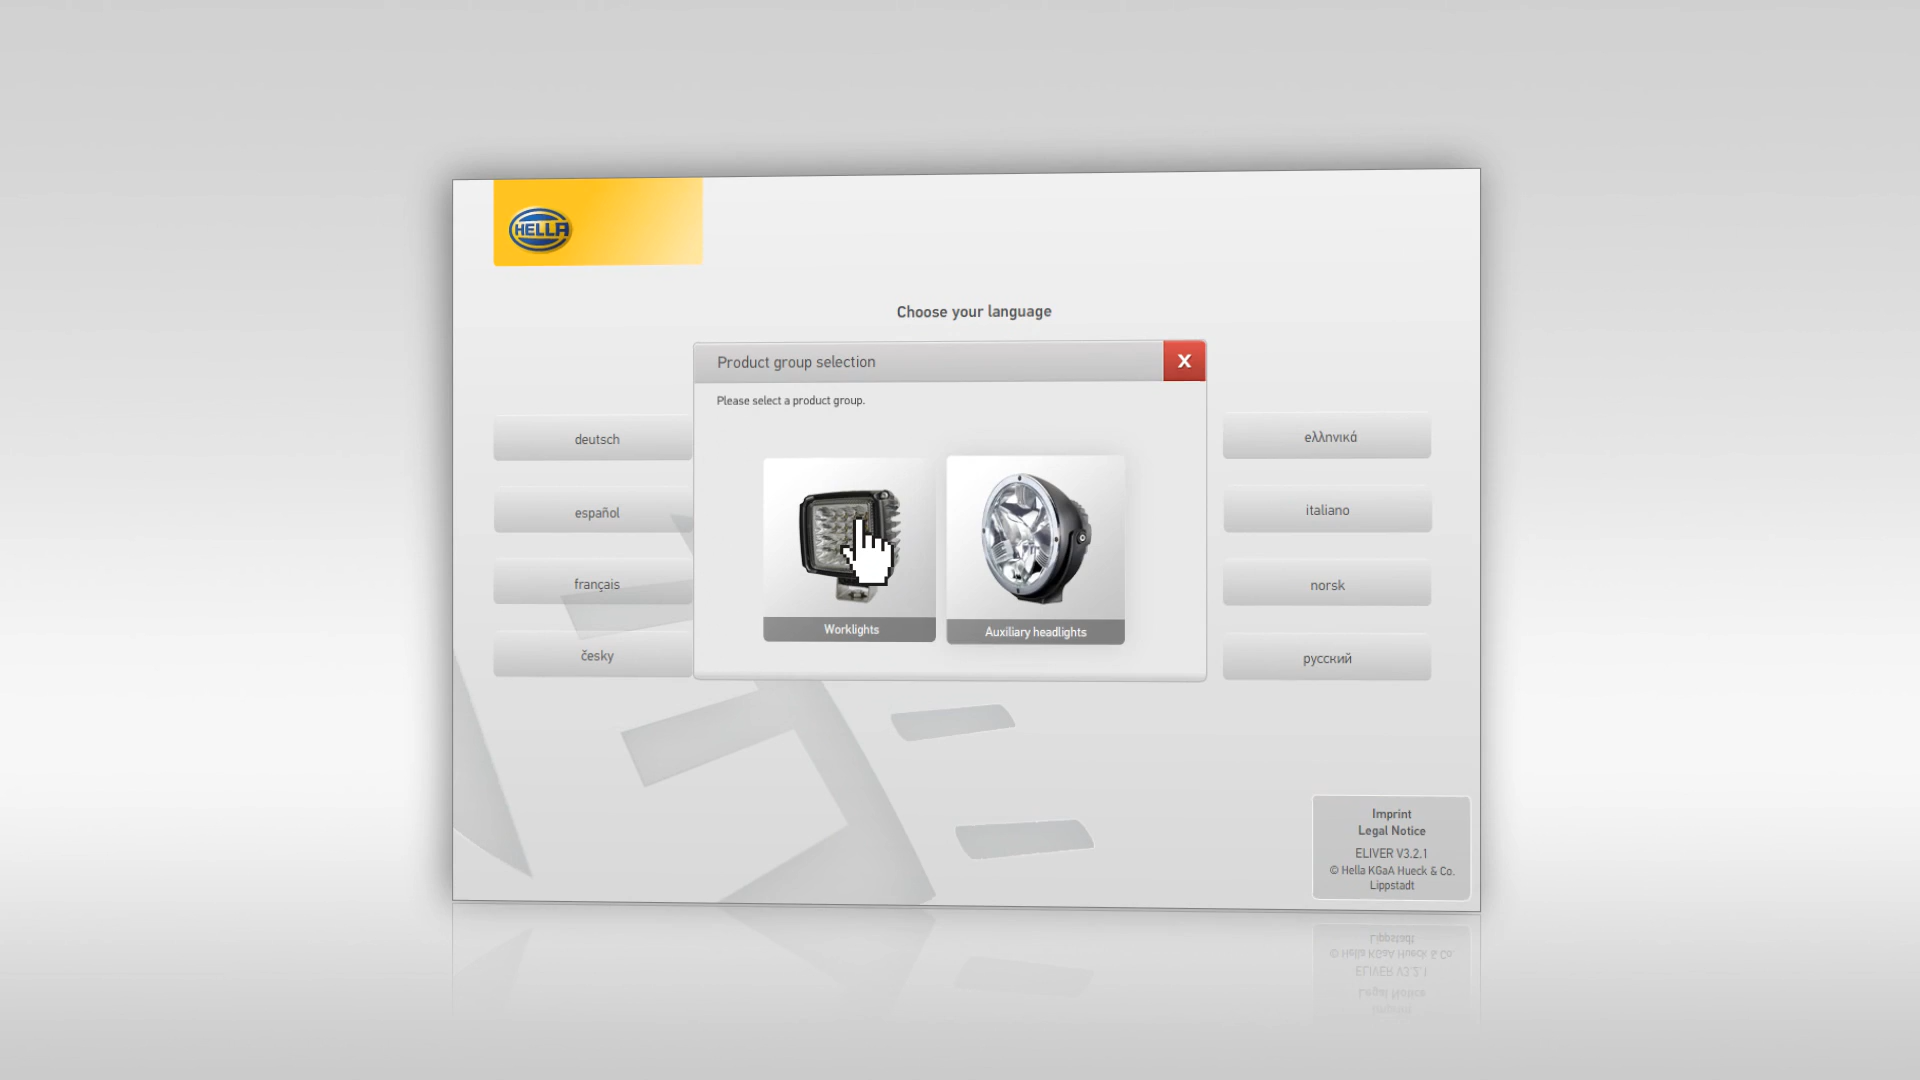 HELLA
Choose your language
Product group selection
X
Please select a product group.
deutsch
español
français
česky
Worklights
Auxiliary headlights
ελληνικά
italiano
norsk
русский
Imprint
Legal Notice
ELIVER V3.2.1
© Hella KGaA Hueck & Co.
Lippstadt